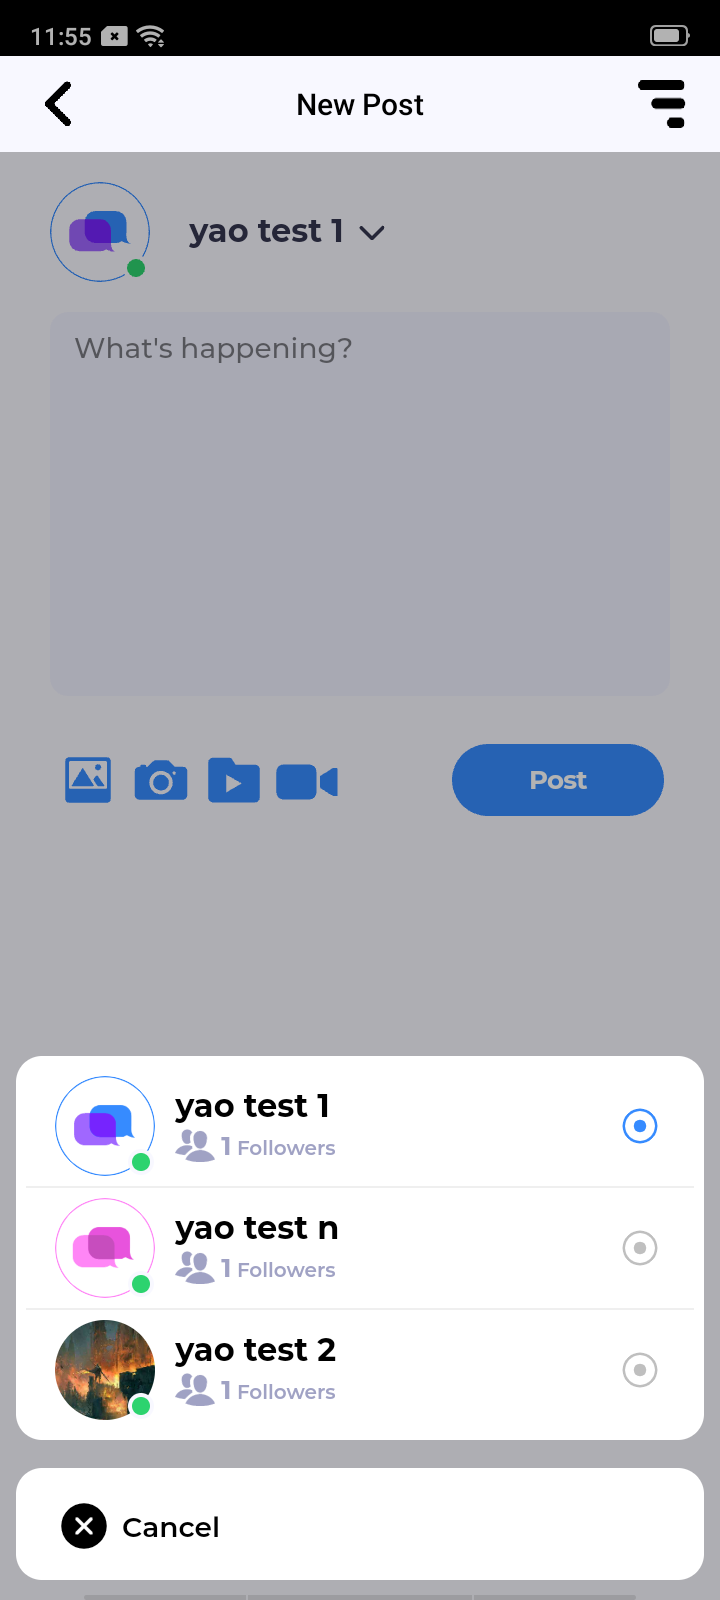 11:55
New Post
yao test 1
What's happening?
Post
yao test 1
1 Followers
yao test n
1 Followers
yao test 2
1 Followers
Cancel